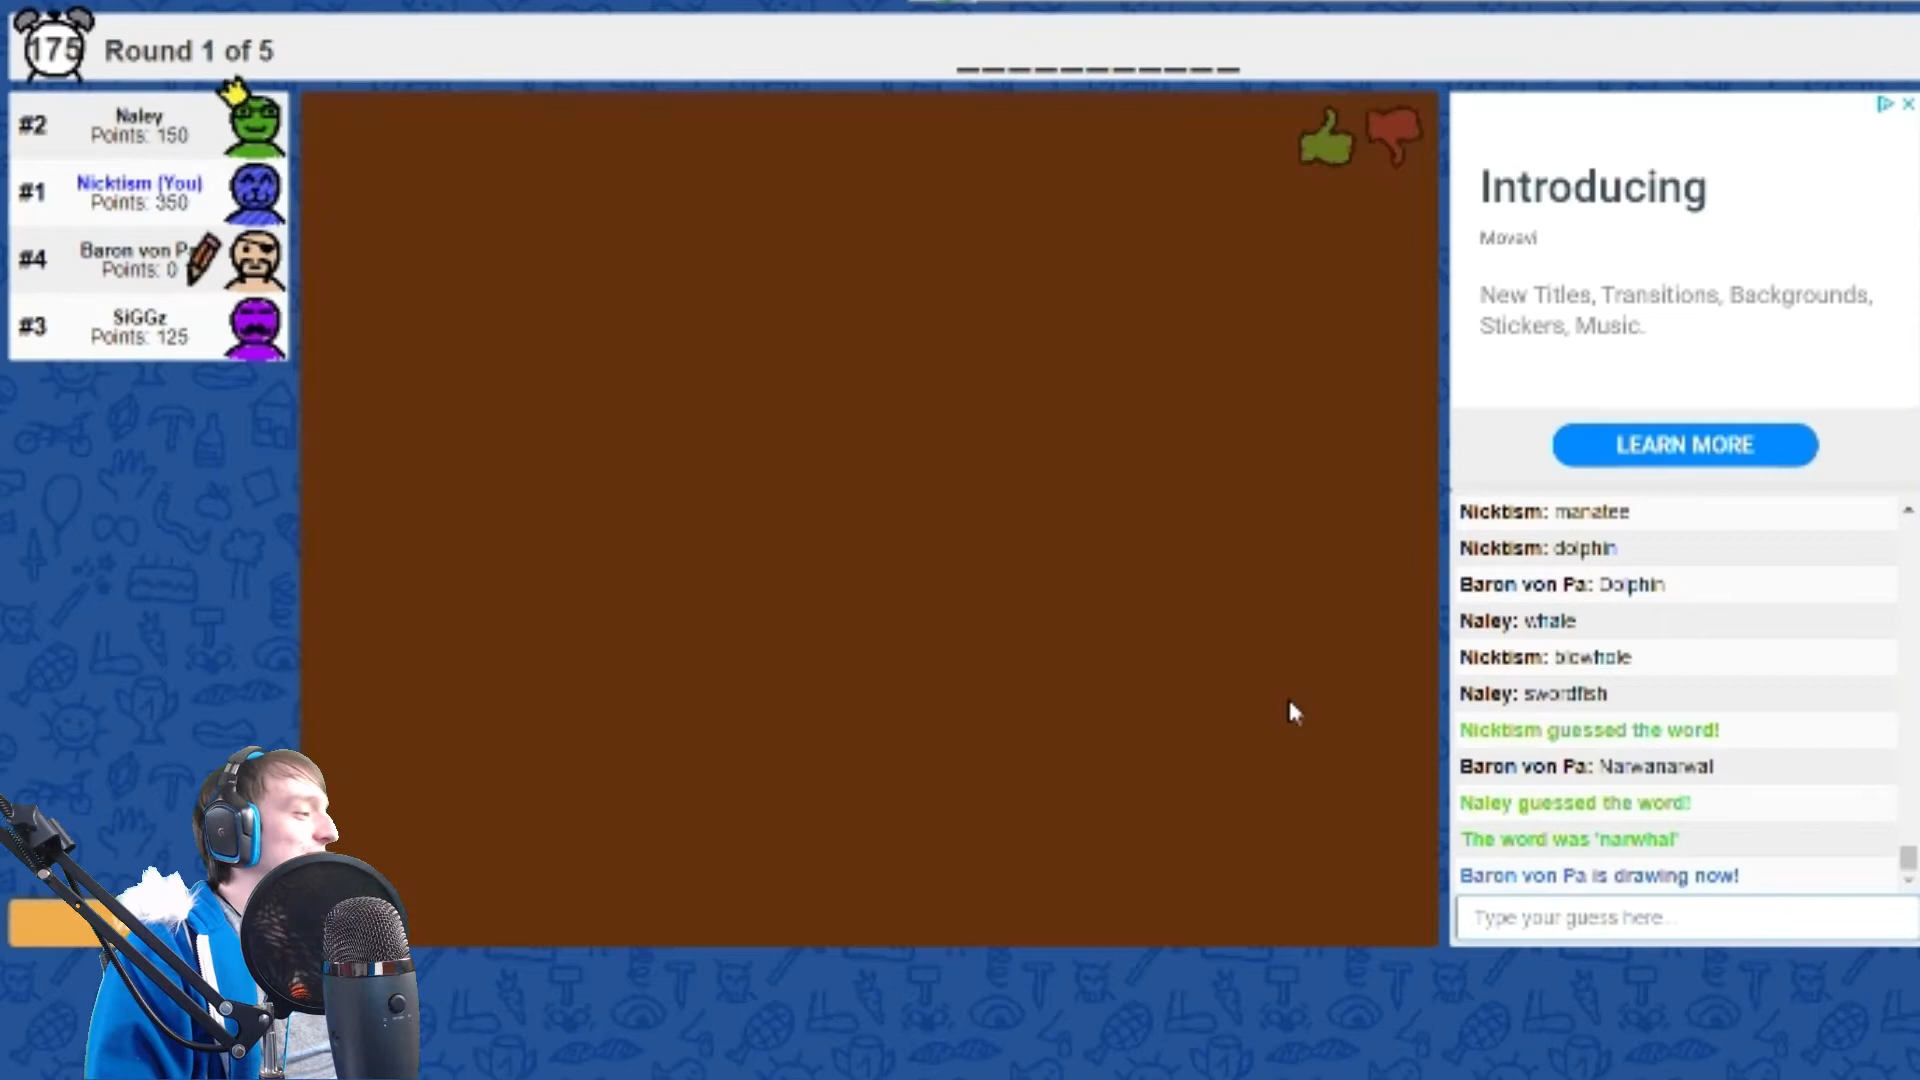 175 Round 1 of 5
___________
#2 Naley
Points: 150
#1 Nicktism (You)
Points: 350
#4 Baron von Pa
Points: 0
#3 SiGGz
Points: 125
Introducing
Movavi
New Titles, Transitions, Backgrounds,
Stickers, Music.
LEARN MORE
Nicktism: manatee
Nicktism: dolphin
Baron von Pa: Dolphin
Naley: whale
Nicktism: blowhole
Naley: swordfish
Nicktism guessed the word!
Baron von Pa: Narwanarwal
Naley guessed the word!
The word was 'narwhal'
Baron von Pa is drawing now!
Type your guess here...